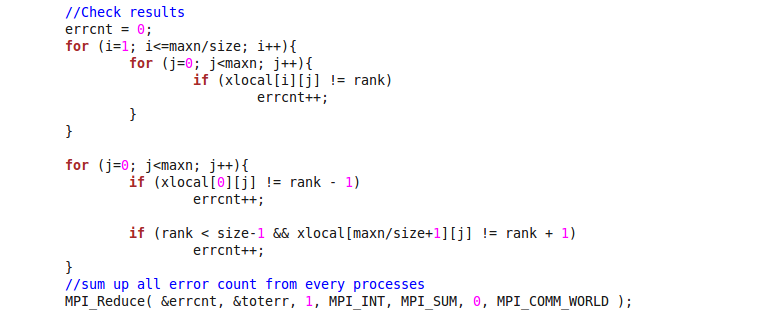 //Check results
errcnt = 0;
for (i=1; i<=maxn/size; i++){
for (j=0; j<maxn; j++){
if (xlocal[i][j] != rank)
errcnt++;
}
}
for (j=0; j<maxn; j++){
if (xlocal[0][j] != rank - 1)
errcnt++;
if (rank < size-1 && xlocal[maxn/size+1][j] != rank + 1)
errcnt++;
}
//sum up all error count from every processes
MPI_Reduce( &errcnt, &toterr, 1, MPI_INT, MPI_SUM, 0, MPI_COMM_WORLD );